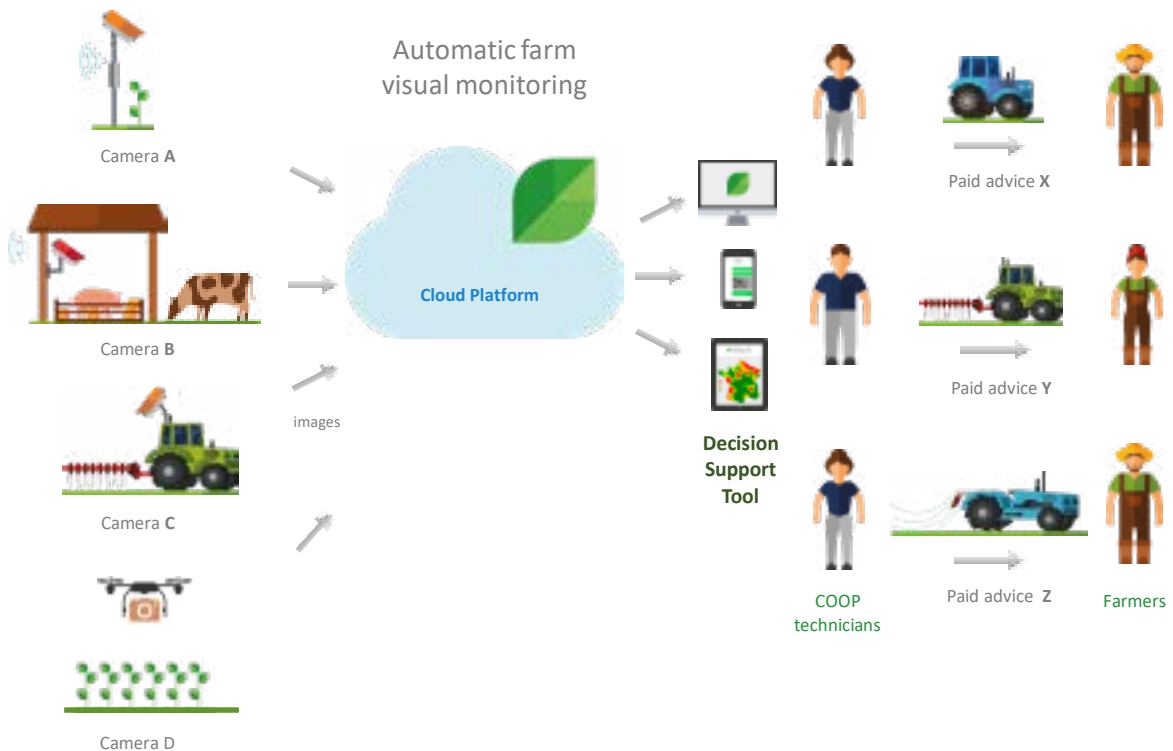 Automatic farm
visual monitoring
Camera A
Camera B
Camera C
Camera D
images
Cloud Platform
Decision
Support
Tool
Paid advice X
Paid advice Y
Paid advice Z
COOP
technicians
Farmers